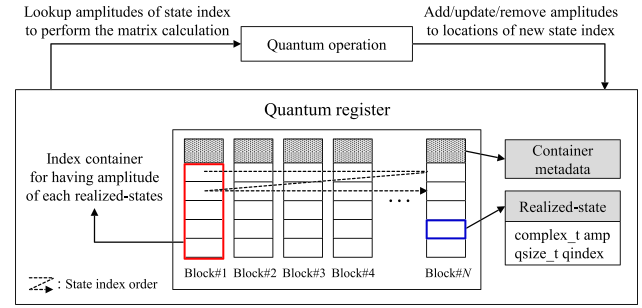 Lookup amplitudes of state index
to perform the matrix calculation
Quantum operation
Add/update/remove amplitudes
to locations of new state index
Quantum register
Index container
for having amplitude
of each realized-states
...
Container
metadata
Realized-state
complex_t amp
qsize_t qindex
: State index order
Block#1 Block#2 Block#3 Block#4 Block#N